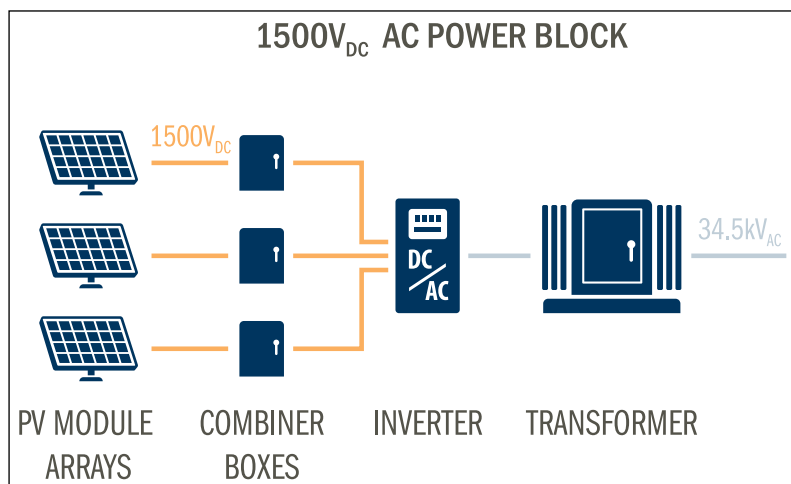 1500VDC AC POWER BLOCK
1500VDC
DC
AC
34.5kVAC
PV MODULE
ARRAYS
COMBINER
BOXES
INVERTER
TRANSFORMER